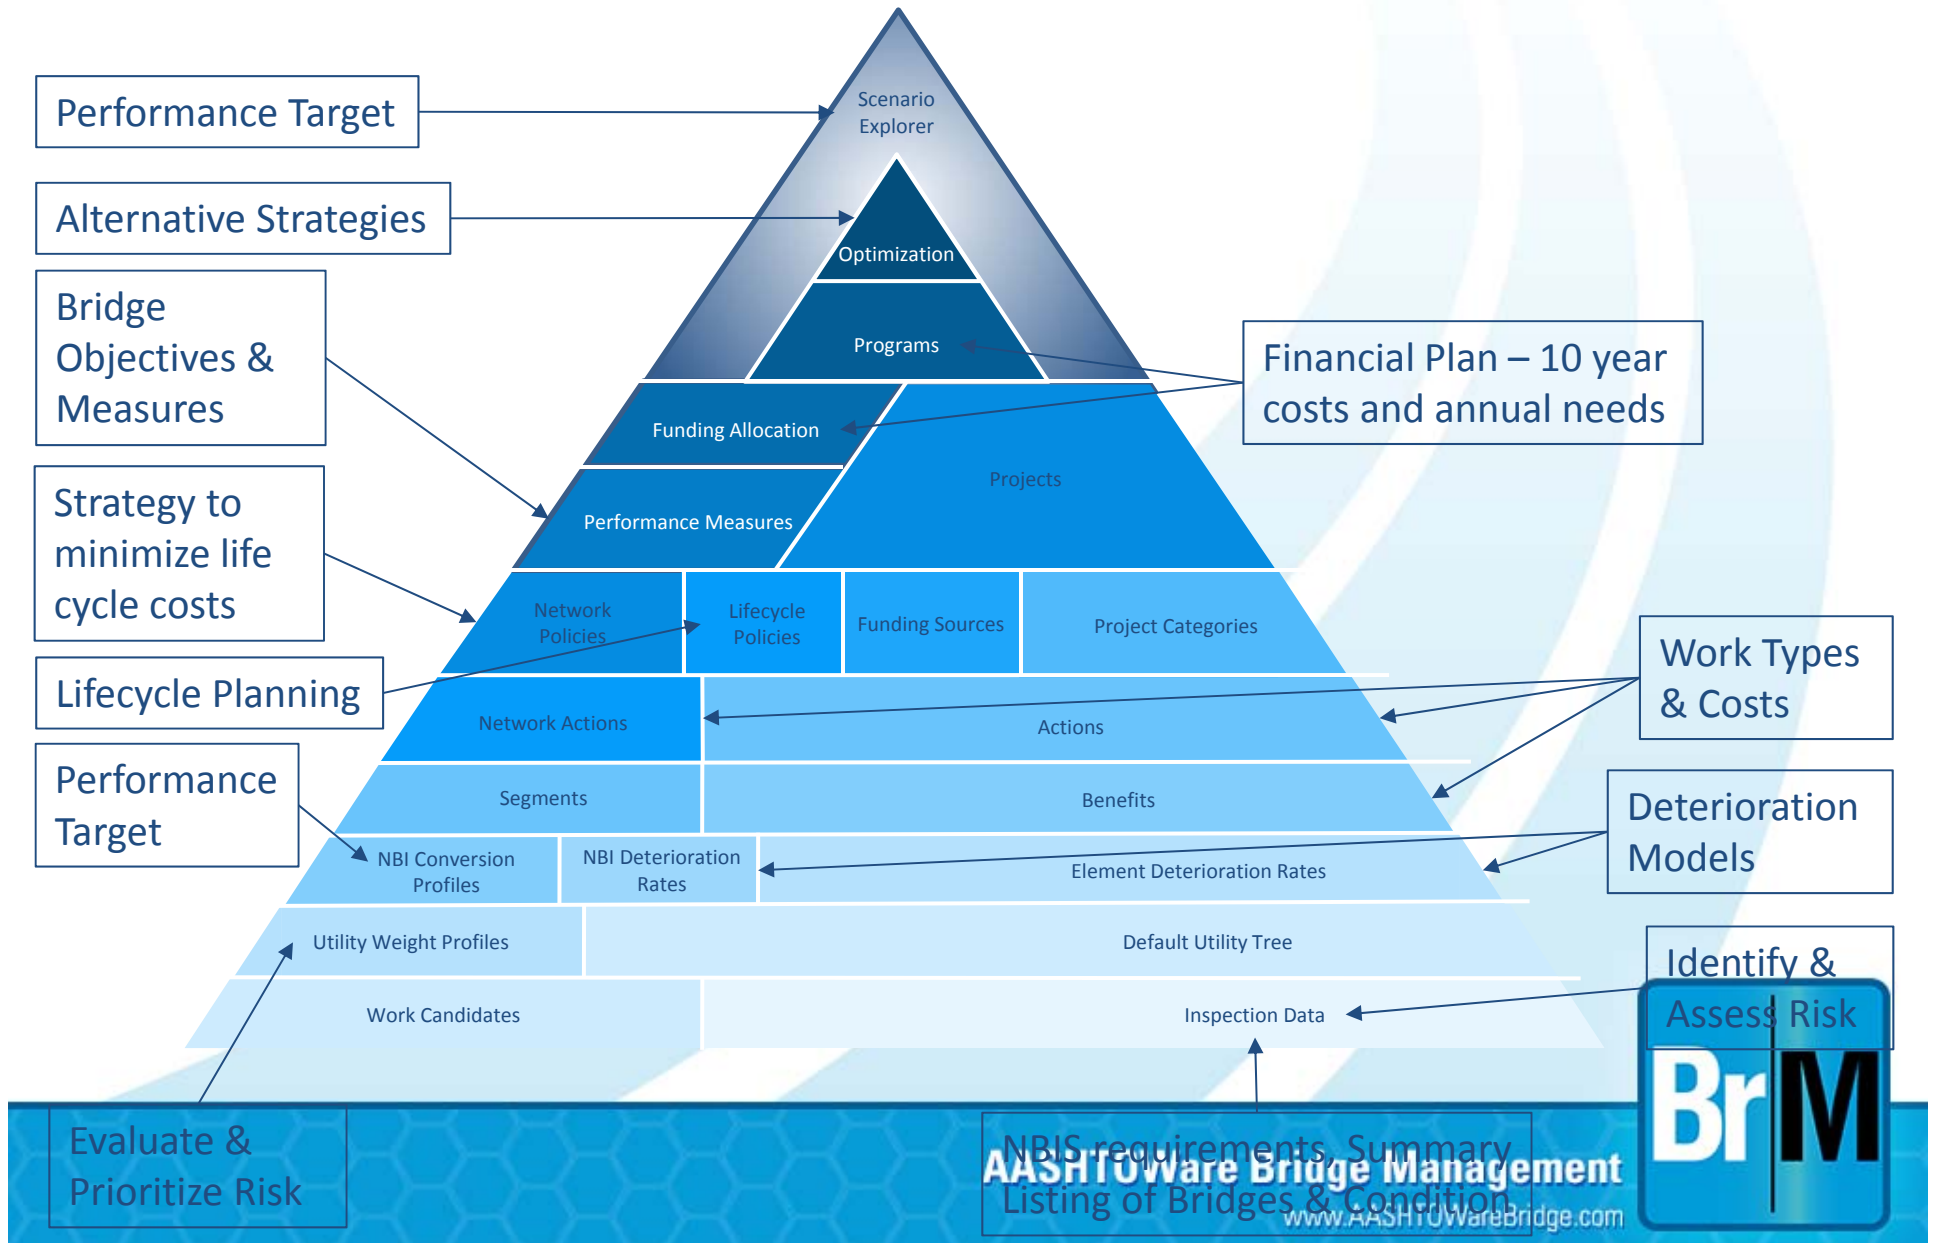 Scenario
Explorer
Performance Target
Alternative Strategies
Optimization
Bridge
Objectives &
Measures
Programs
Financial Plan – 10 year
costs and annual needs
Funding Allocation
Projects
Performance Measures
Strategy to
minimize life
cycle costs
Network
Policies
Lifecycle
Policies
Funding Sources
Project Categories
Work Types
& Costs
Lifecycle Planning
Network Actions
Actions
Performance
Target
Segments
Benefits
Deterioration
Models
NBI Conversion
Profiles
NBI Deterioration
Rates
Element Deterioration Rates
Utility Weight Profiles
Default Utility Tree
Identify &
Assess Risk
Work Candidates
Inspection Data
BrM
Evaluate &
Prioritize Risk
NBIS requirements, Summary
Listing of Bridges & Condition
AASHTOWare Bridge Management
www.AASHTOWareBridge.com